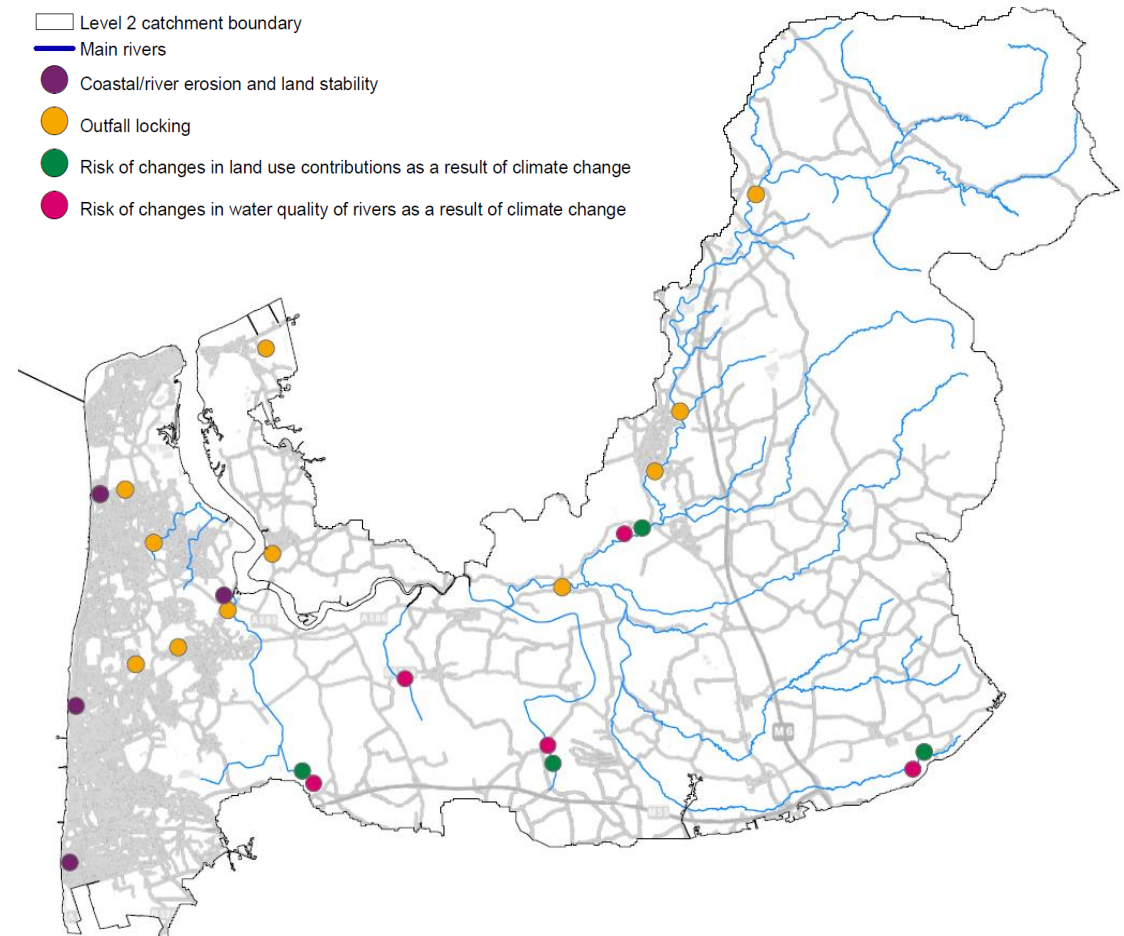 Level 2 catchment boundary
Main rivers
Coastal/river erosion and land stability
Outfall locking
Risk of changes in land use contributions as a result of climate change
Risk of changes in water quality of rivers as a result of climate change
A585
M6
M55